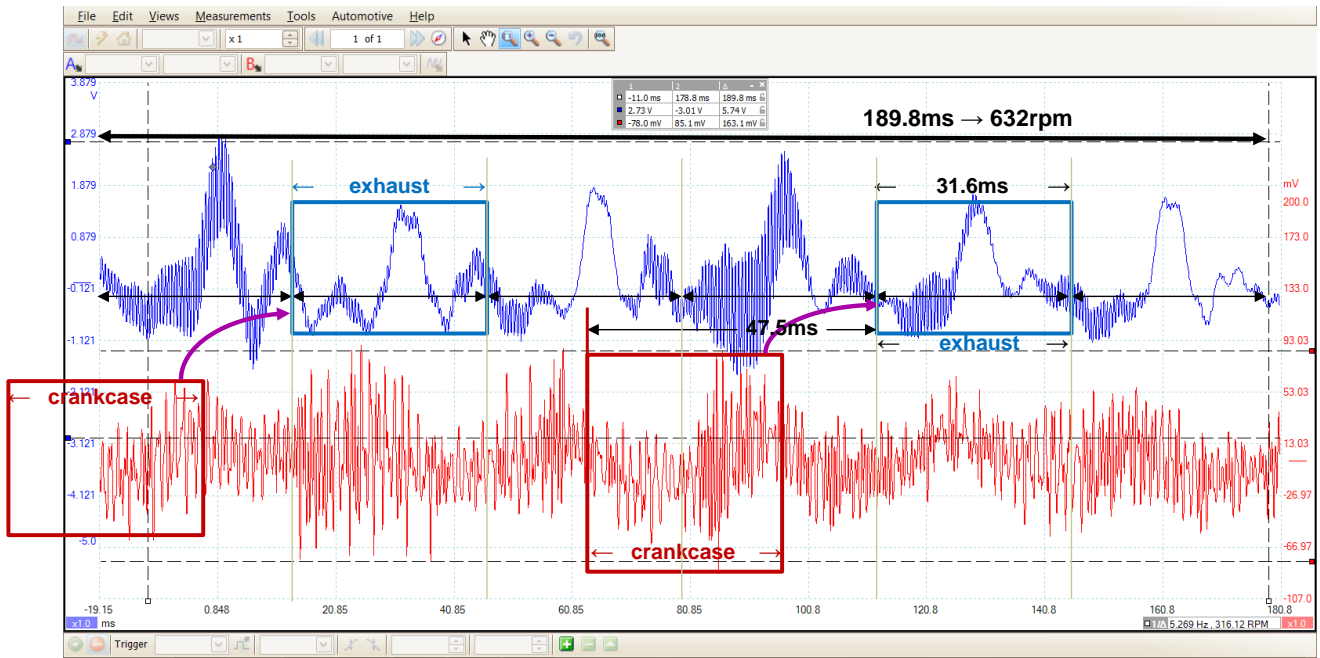 File Edit Views Measurements Tools Automotive Help
x 1 1 of 1
A B
3.879
V
1 2 Δ
-11.0 ms 178.8 ms 189.8 ms
2.73 V -3.01 V 5.74 V
-78.0 mV 85.1 mV 163.1 mV
189.8ms → 632rpm
2.879
1.879 ← exhaust → ← 31.6ms → mV
200.0
0.879 173.0
-0.121 133.0
47.5ms
-1.121 ← exhaust → 93.03
-2.121 53.03
← crankcase →
-3.121 13.03
-4.121 -26.97
-5.0 -66.97
← crankcase →
-107.0
-19.15 0.848 20.85 40.85 60.85 80.85 100.8 120.8 140.8 160.8 180.8
x1.0 ms 1/Δ 5.269 Hz , 316.12 RPM x1.0
Trigger